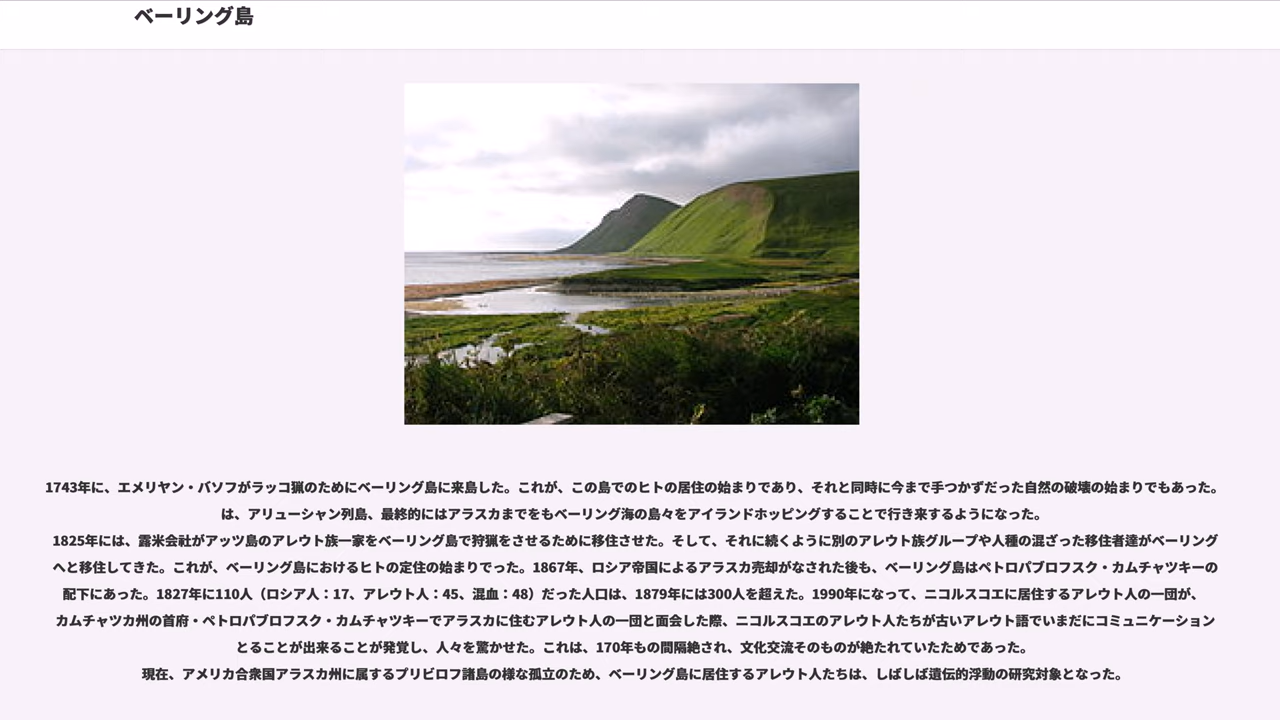 ベーリング島
1743年に、エメリヤン・バソフがラッコ猟のためにベーリング島に来島した。これが、この島でのヒトの居住の始まりであり、それと同時に今まで手つかずだった自然の破壊の始まりでもあった。
は、アリューシャン列島、最終的にはアラスカまでをもベーリング海の島々をアイランドホッピングすることで行き来するようになった。
1825年には、露米会社がアッツ島のアレウト族一家をベーリング島で狩猟をさせるために移住させた。そして、それに続くように別のアレウト族グループや人種の混ざった移住者達がベーリング
へと移住してきた。これが、ベーリング島におけるヒトの定住の始まりでった。1867年、ロシア帝国によるアラスカ売却がなされた後も、ベーリング島はペトロパブロフスク・カムチャツキーの
配下にあった。1827年に110人（ロシア人：17、アレウト人：45、混血：48）だった人口は、1879年には300人を超えた。1990年になって、ニコルスコエに居住するアレウト人の一団が、
カムチャツカ州の首府・ペトロパブロフスク・カムチャツキーでアラスカに住むアレウト人の一団と面会した際、ニコルスコエのアレウト人たちが古いアレウト語でいまだにコミュニケーション
とることが出来ることが発覚し、人々を驚かせた。これは、170年もの間隔絶され、文化交流そのものが絶たれていたためであった。
現在、アメリカ合衆国アラスカ州に属するプリビロフ諸島の様な孤立のため、ベーリング島に居住するアレウト人たちは、しばしば遺伝的浮動の研究対象となった。